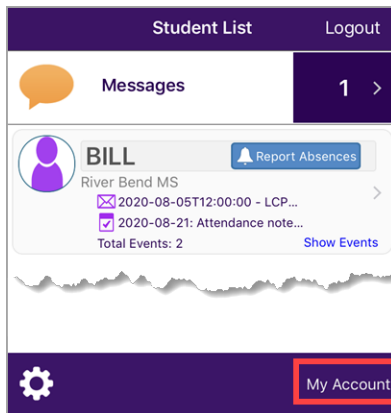 Student List Logout
Messages 1 >
BILL Report Absences
River Bend MS
2020-08-05T12:00:00 - LCP...
2020-08-21: Attendance note...
Total Events: 2 Show Events
My Account